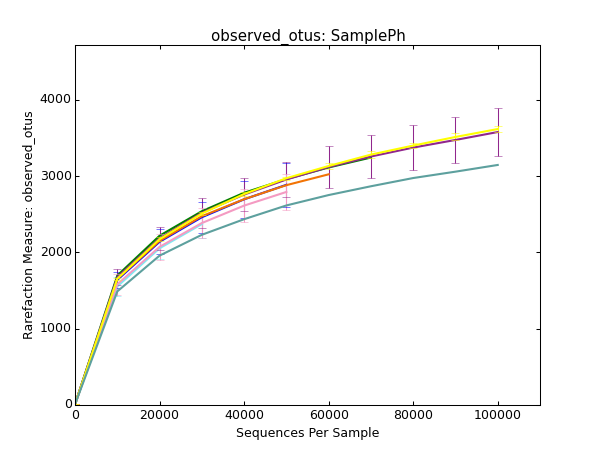 observed_otus: SamplePh
Rarefaction Measure: observed_otus
4000
3000
2000
1000
0
0 20000 40000 60000 80000 100000
Sequences Per Sample